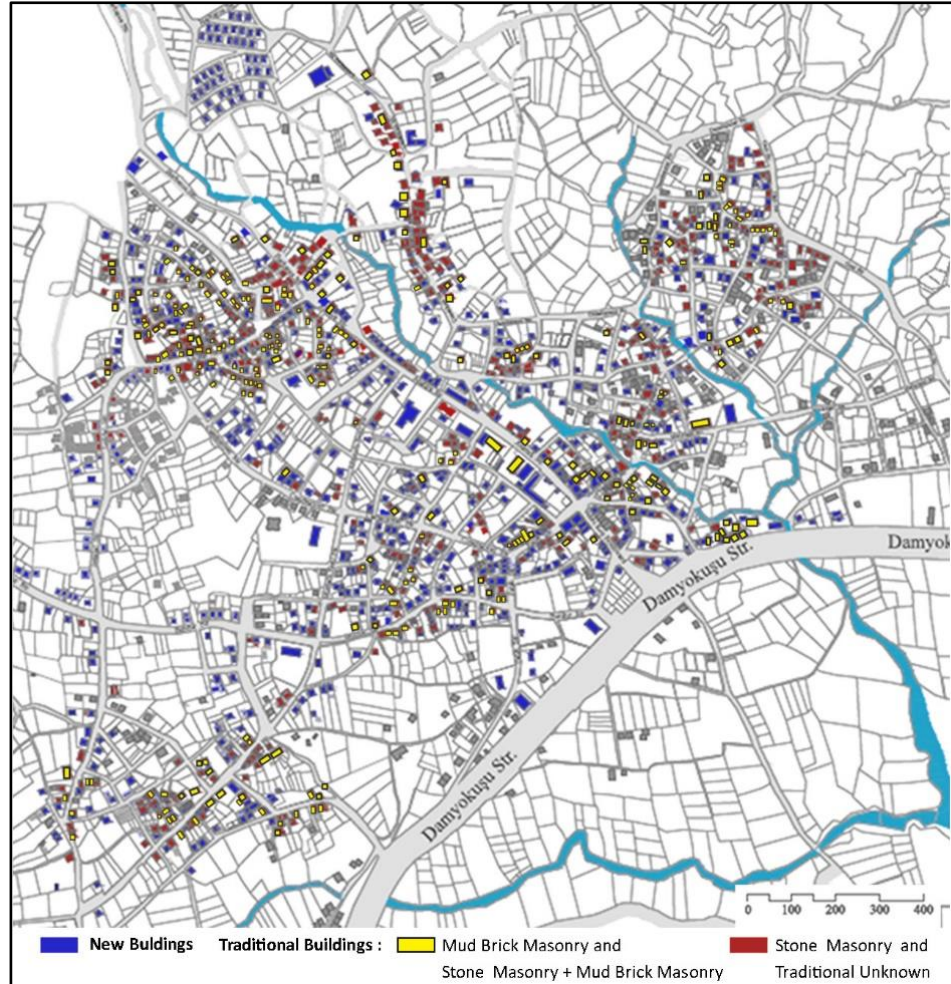 Damyokuşu Str.
Damyok
Damyokuşu Str.
0 100 200 300 400
New Buldings
Traditional Buildings :
Mud Brick Masonry and
Stone Masonry + Mud Brick Masonry
Stone Masonry and
Traditional Unknown